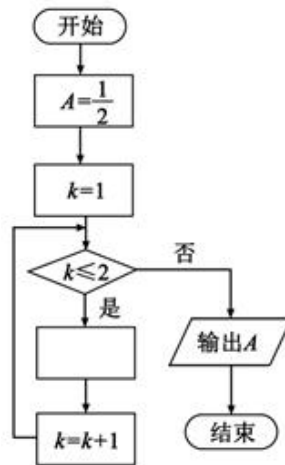 开始
A=1/2
k=1
k≤2
否
是
输出A
k=k+1
结束